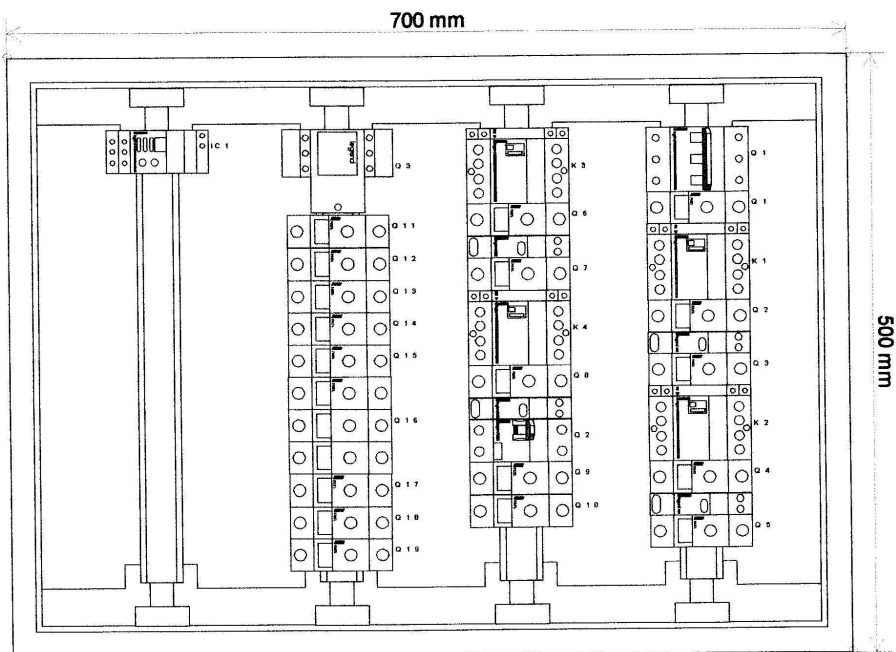 700 mm
IC 1
Q 3
legrand
Q 11
Q 12
Q 13
Q 14
Q 15
Q 16
Q 17
Q 18
Q 19
K 3
Q 6
Q 7
K 4
Q 8
Q 2
Q 9
Q 10
Q 1
Q 1
K 1
Q 2
Q 3
K 2
Q 4
Q 5
500 mm